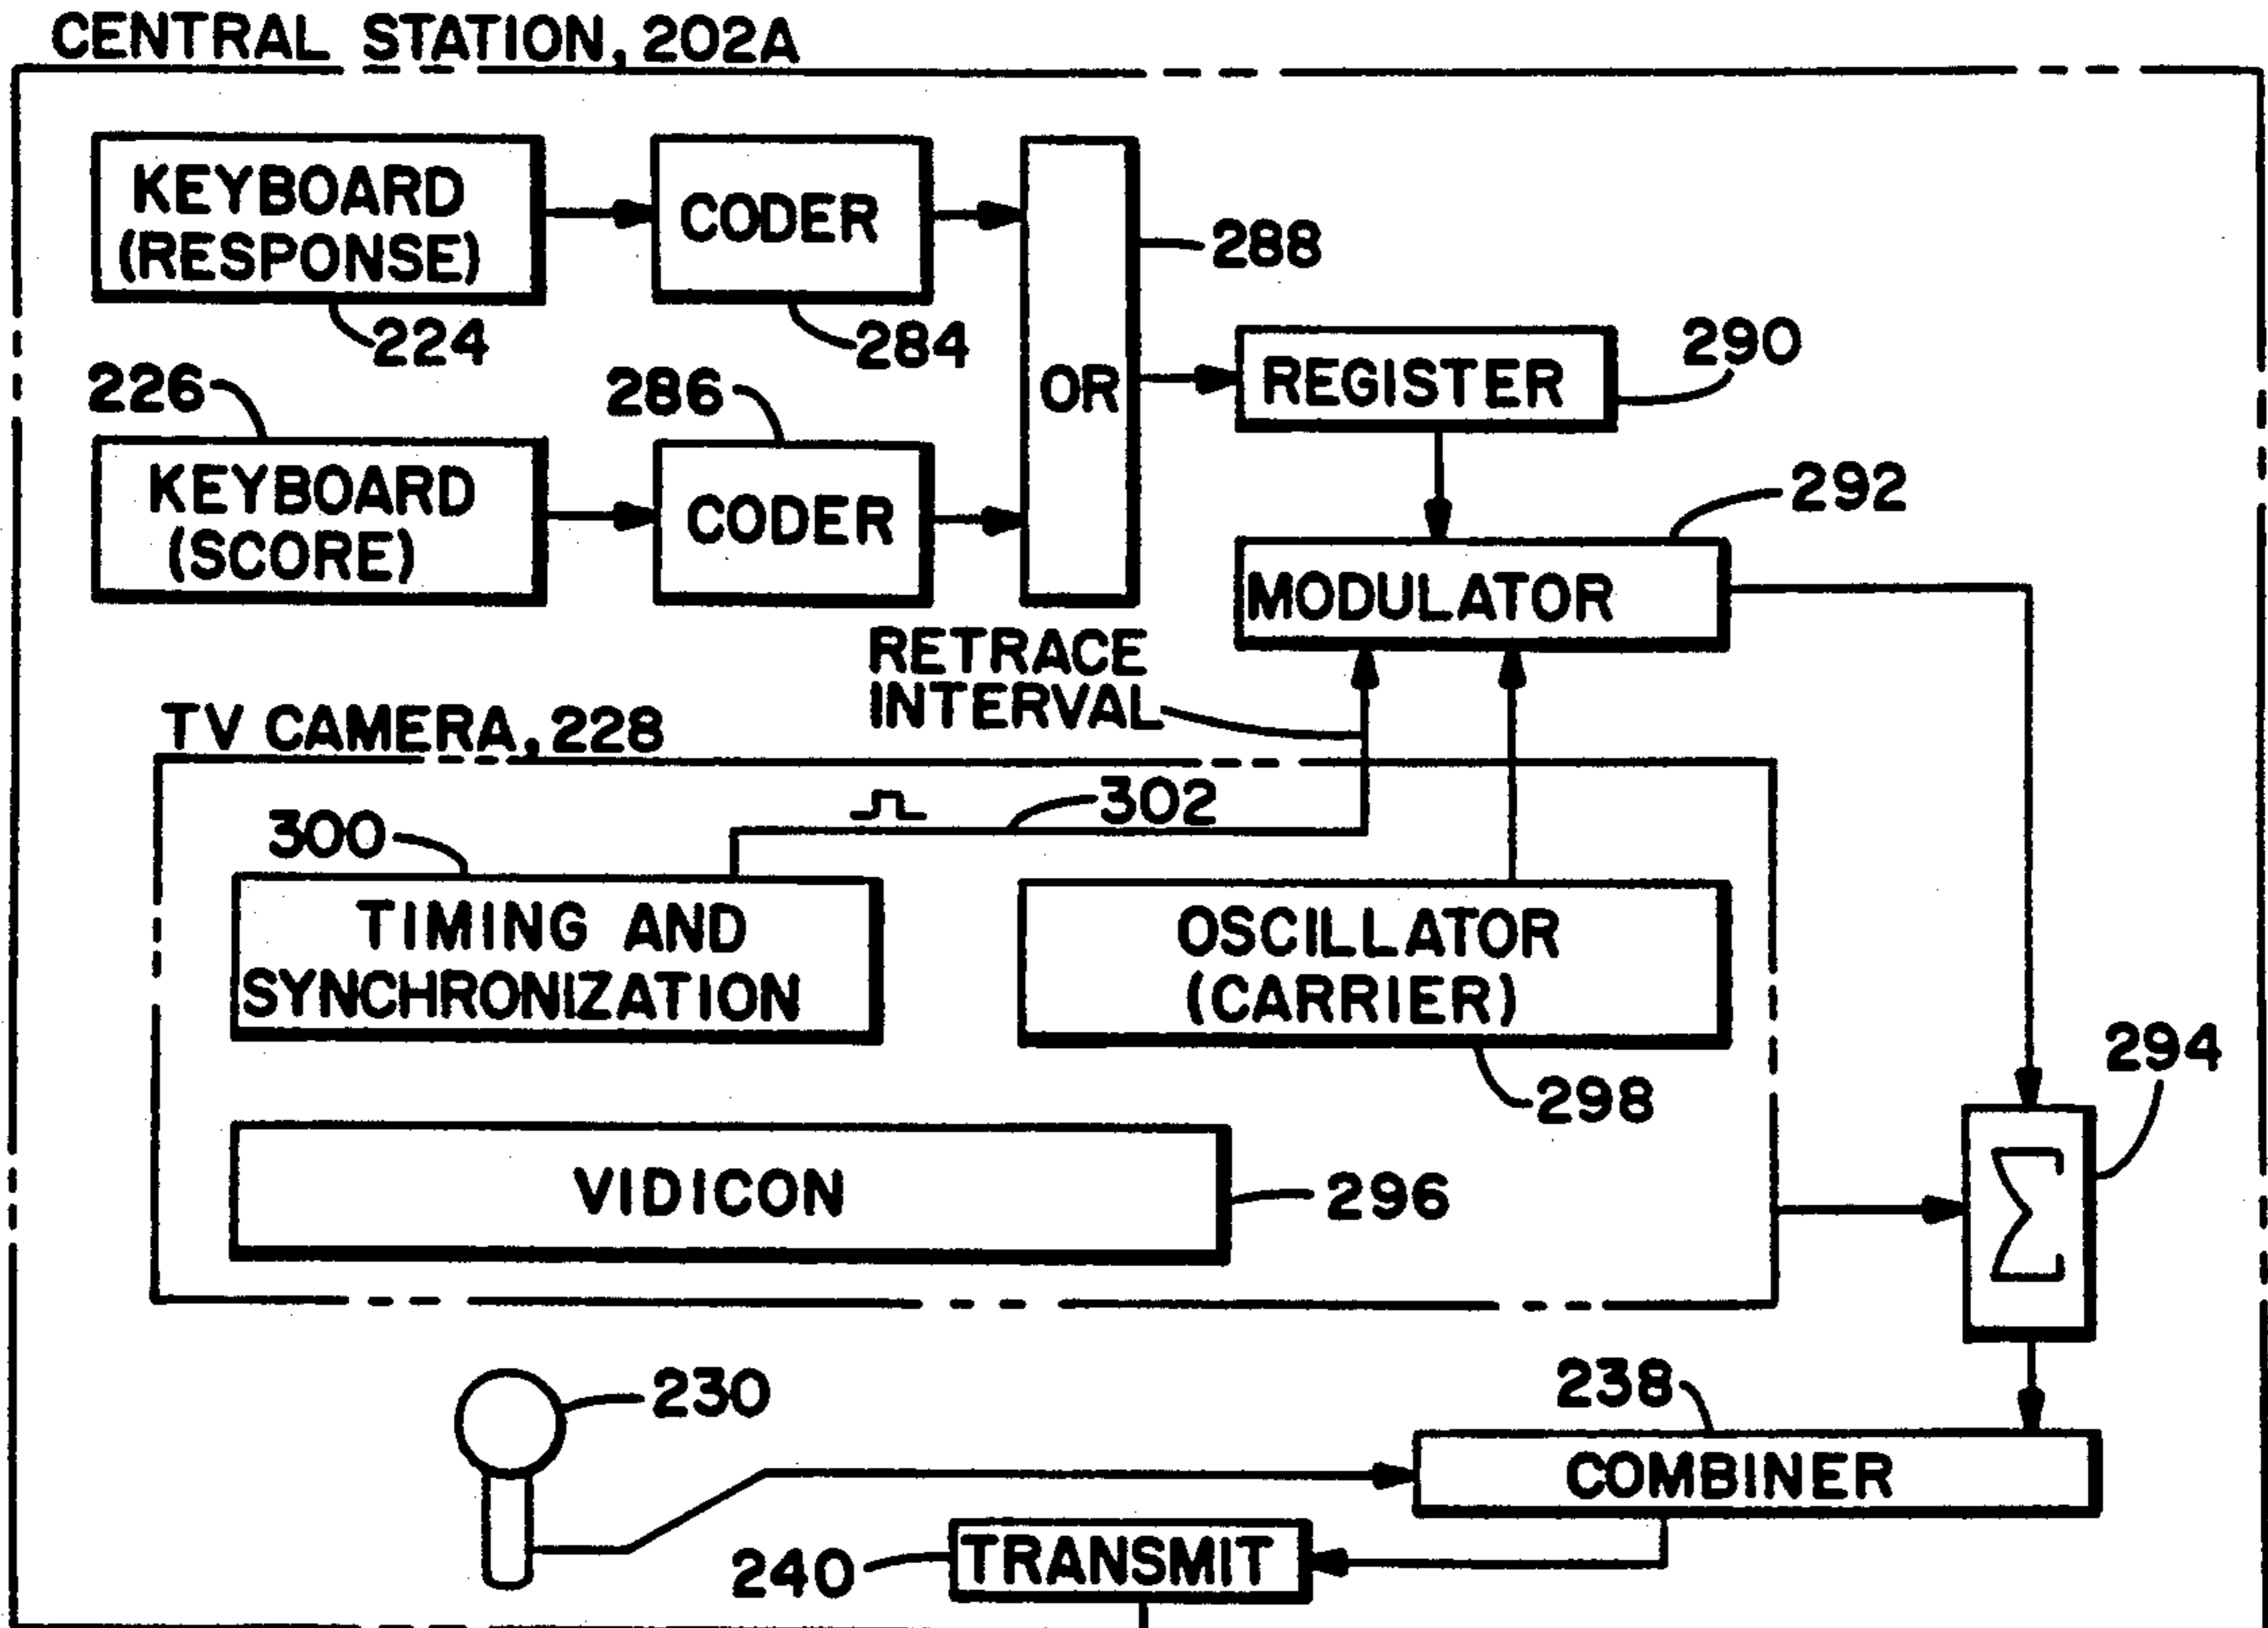 CENTRAL STATION, 202A
KEYBOARD
(RESPONSE)
224
CODER
284
288
OR
226
KEYBOARD
(SCORE)
286
CODER
REGISTER
290
292
MODULATOR
RETRACE
INTERVAL
TV CAMERA, 228
302
300
TIMING AND
SYNCHRONIZATION
OSCILLATOR
(CARRIER)
298
294
Σ
VIDICON
296
230
238
COMBINER
240
TRANSMIT